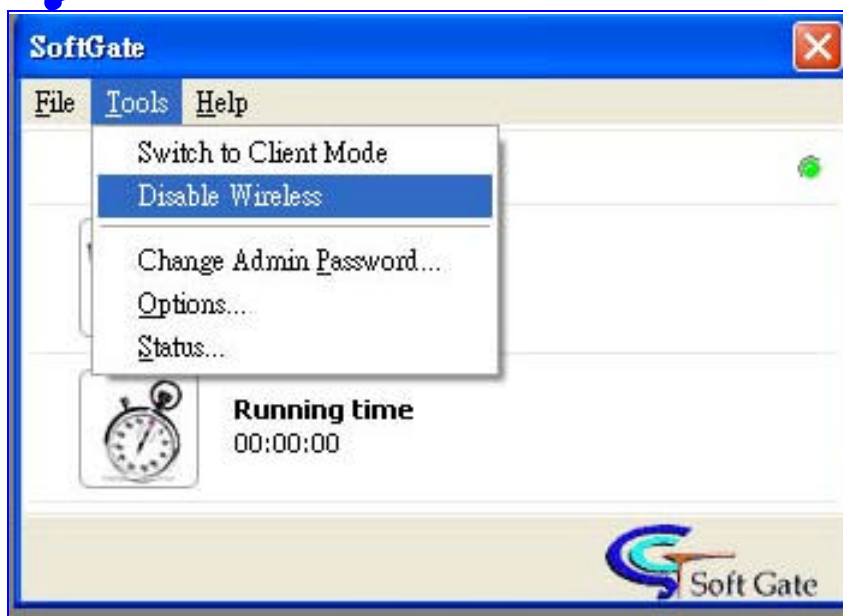 SoftGate
File Tools Help
Switch to Client Mode
Disable Wireless
Change Admin Password...
Options...
Status...
Running time
00:00:00
Soft Gate